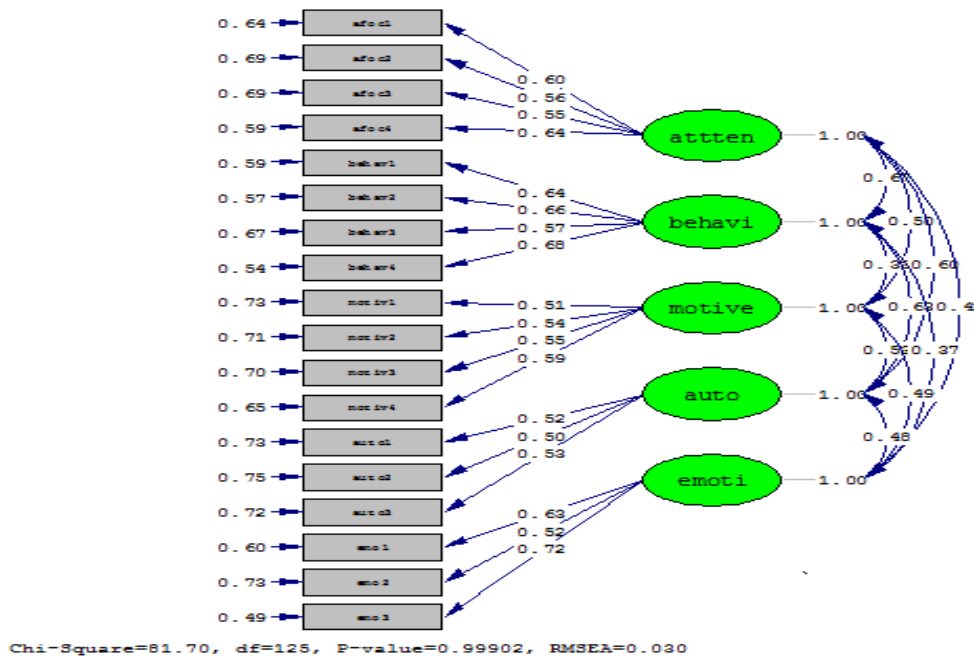 0.64 afoc1
0.69 afoc2
0.60
0.69 afoc3
0.56
0.55
0.59 afoc4
0.64
attten 1.00
0.59 behav1
0.64
0.57 behav2
0.66
behavi 1.00
0.50
0.67 behav3
0.57
0.54 behav4
0.68
0.60
0.73 motiv1
0.51
motive 1.00
0.71 motiv2
0.54
0.55
0.37
0.70 motiv3
0.59
0.65 motiv4
auto 1.00
0.49
0.73 auto1
0.52
0.50
0.48
0.75 auto2
0.53
emoti 1.00
0.72 auto3
0.63
0.60 emo1
0.52
0.72
0.73 emo2
0.49 emo3
Chi-Square=81.70, df=125, P-value=0.99902, RMSEA=0.030